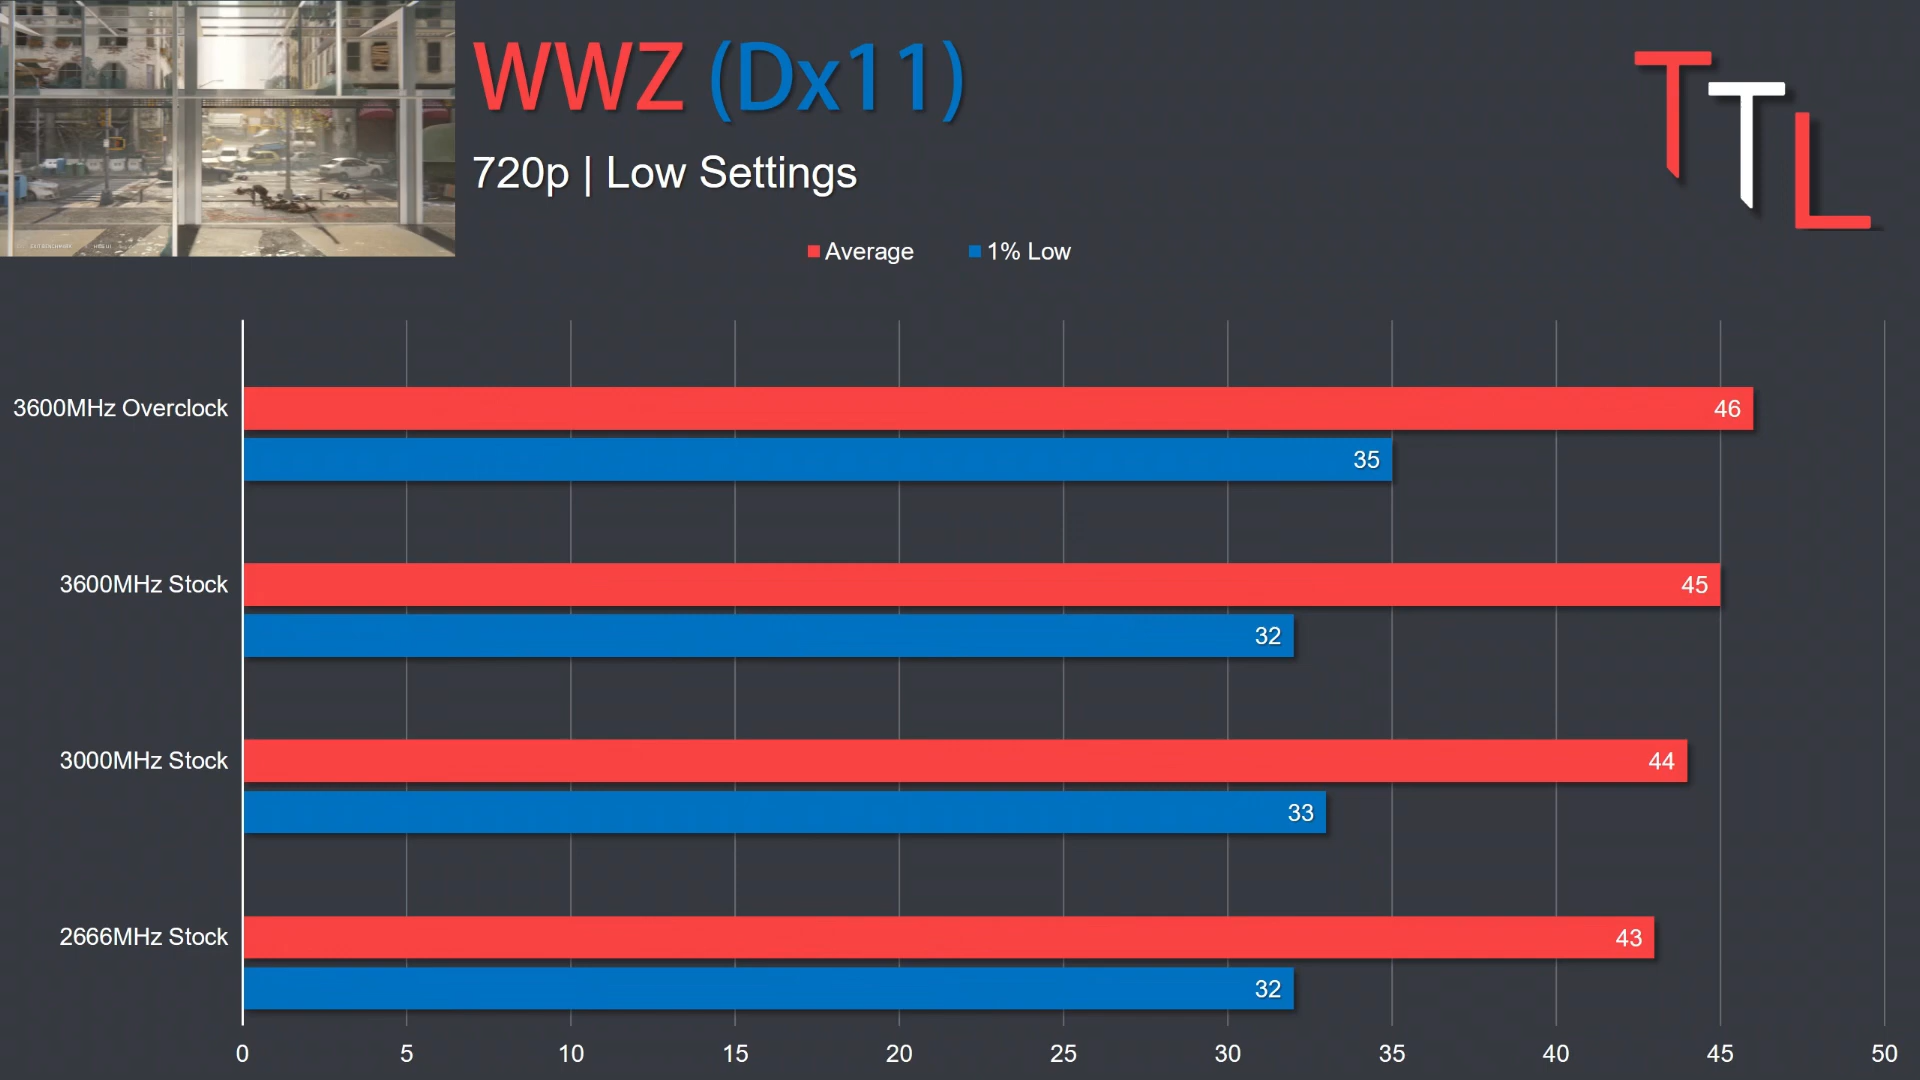 WWZ (Dx11)
720p | Low Settings
TTL
Average 1% Low
3600MHz Overclock 46
35
3600MHz Stock 45
32
3000MHz Stock 44
33
2666MHz Stock 43
32
0 5 10 15 20 25 30 35 40 45 50